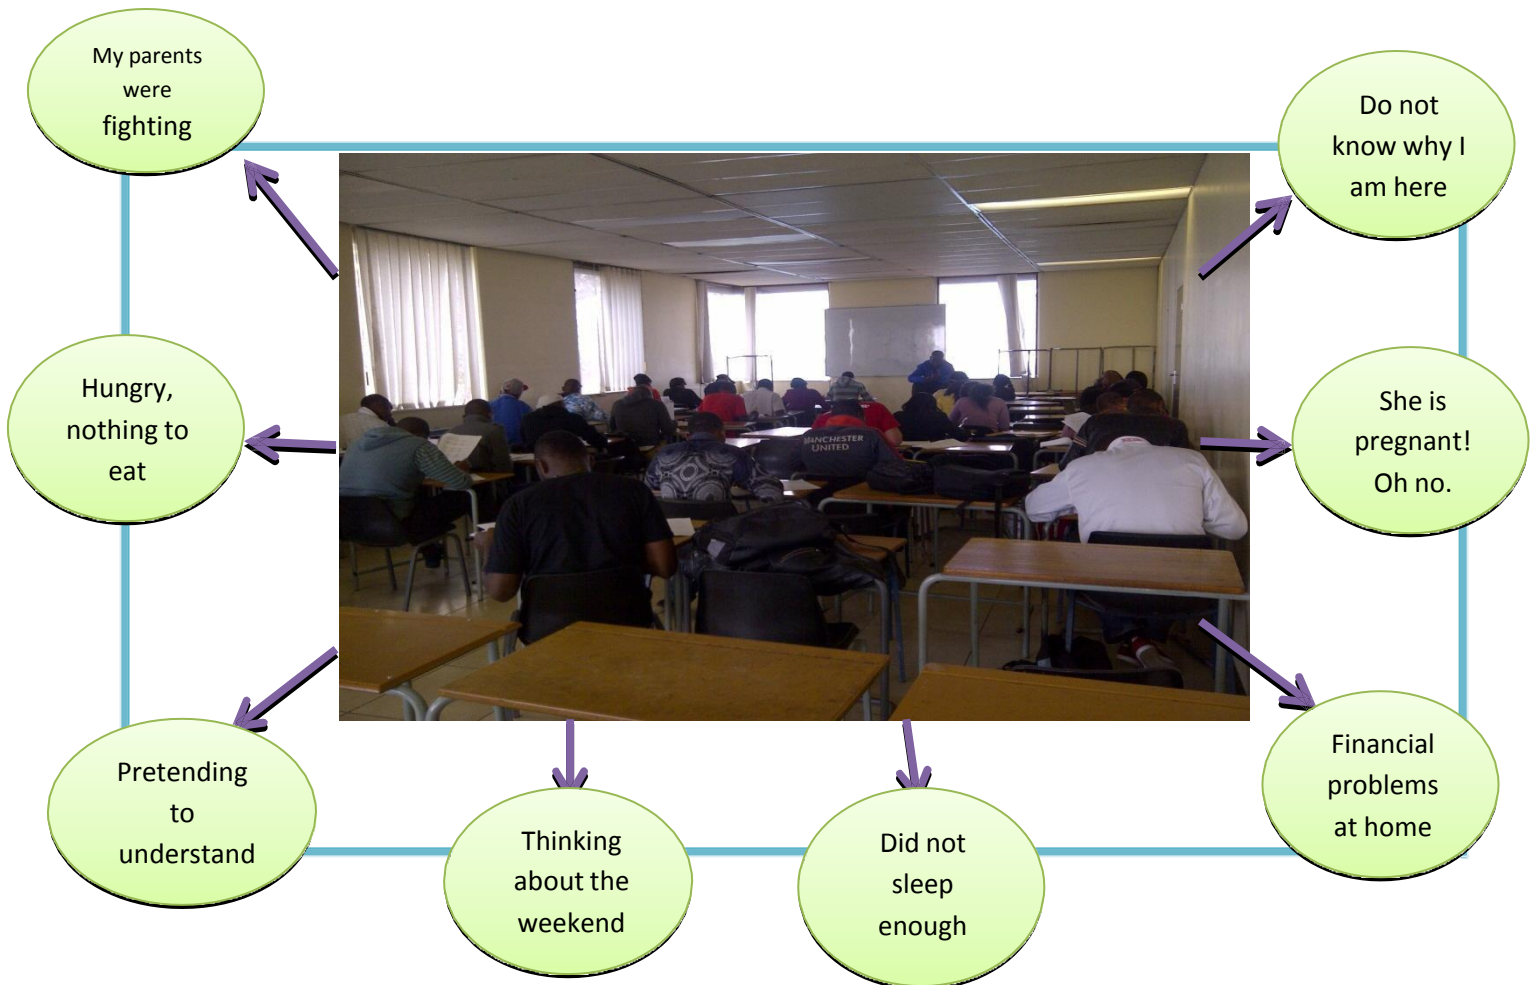 My parents
were
fighting
Do not
know why I
am here
Hungry,
nothing to
eat
MANCHESTER
UNITED
She is
pregnant!
Oh no.
Pretending
to
understand
Thinking
about the
weekend
Did not
sleep
enough
Financial
problems
at home